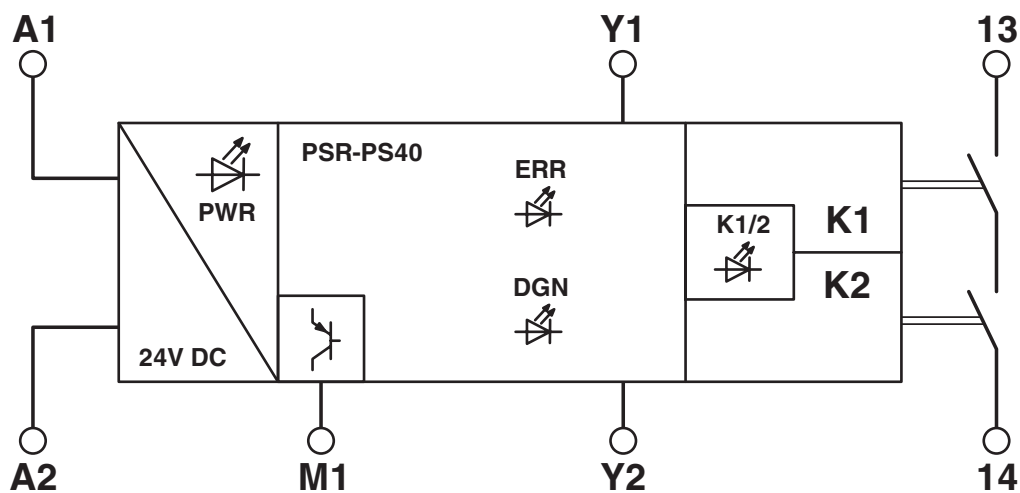 A1
Y1
13
PSR-PS40
ERR
PWR
K1/2
K1
DGN
K2
24V DC
A2
M1
Y2
14